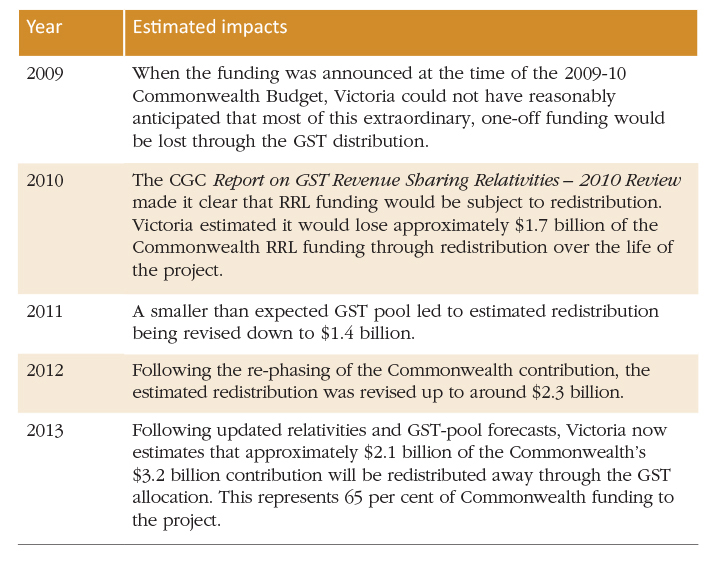 Year Estimated impacts
2009 When the funding was announced at the time of the 2009-10
Commonwealth Budget, Victoria could not have reasonably
anticipated that most of this extraordinary, one-off funding would
be lost through the GST distribution.
2010 The CGC Report on GST Revenue Sharing Relativities – 2010 Review
made it clear that RRL funding would be subject to redistribution.
Victoria estimated it would lose approximately $1.7 billion of the
Commonwealth RRL funding through redistribution over the life of
the project.
2011 A smaller than expected GST pool led to estimated redistribution
being revised down to $1.4 billion.
2012 Following the re-phasing of the Commonwealth contribution, the
estimated redistribution was revised up to around $2.3 billion.
2013 Following updated relativities and GST-pool forecasts, Victoria now
estimates that approximately $2.1 billion of the Commonwealth's
$3.2 billion contribution will be redistributed away through the GST
allocation. This represents 65 per cent of Commonwealth funding to
the project.